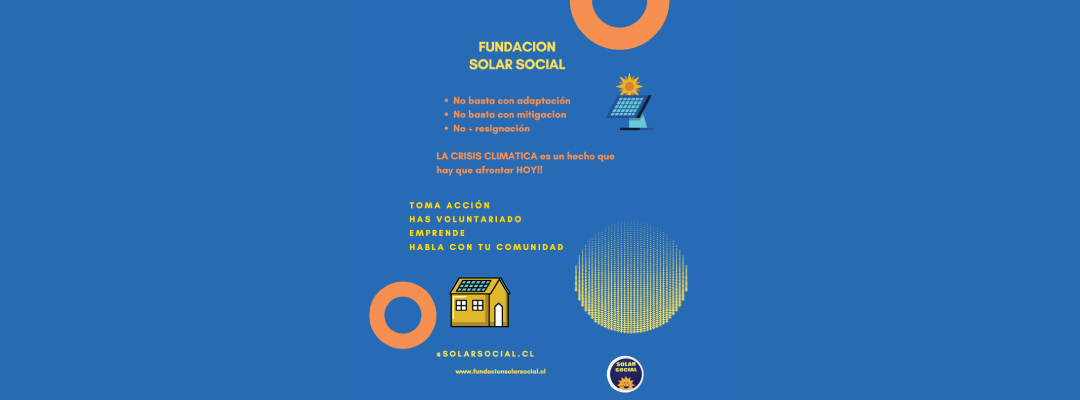 FUNDACION
SOLAR SOCIAL
No basta con adaptación
No basta con mitigacion
No + resignación
LA CRISIS CLIMATICA es un hecho que
hay que afrontar HOY!!
TOMA ACCIÓN
HAS VOLUNTARIADO
EMPRENDE
HABLA CON TU COMUNIDAD
@SOLARSOCIAL.CL
www.fundacionsolarsocial.cl
SOLAR
SOCIAL